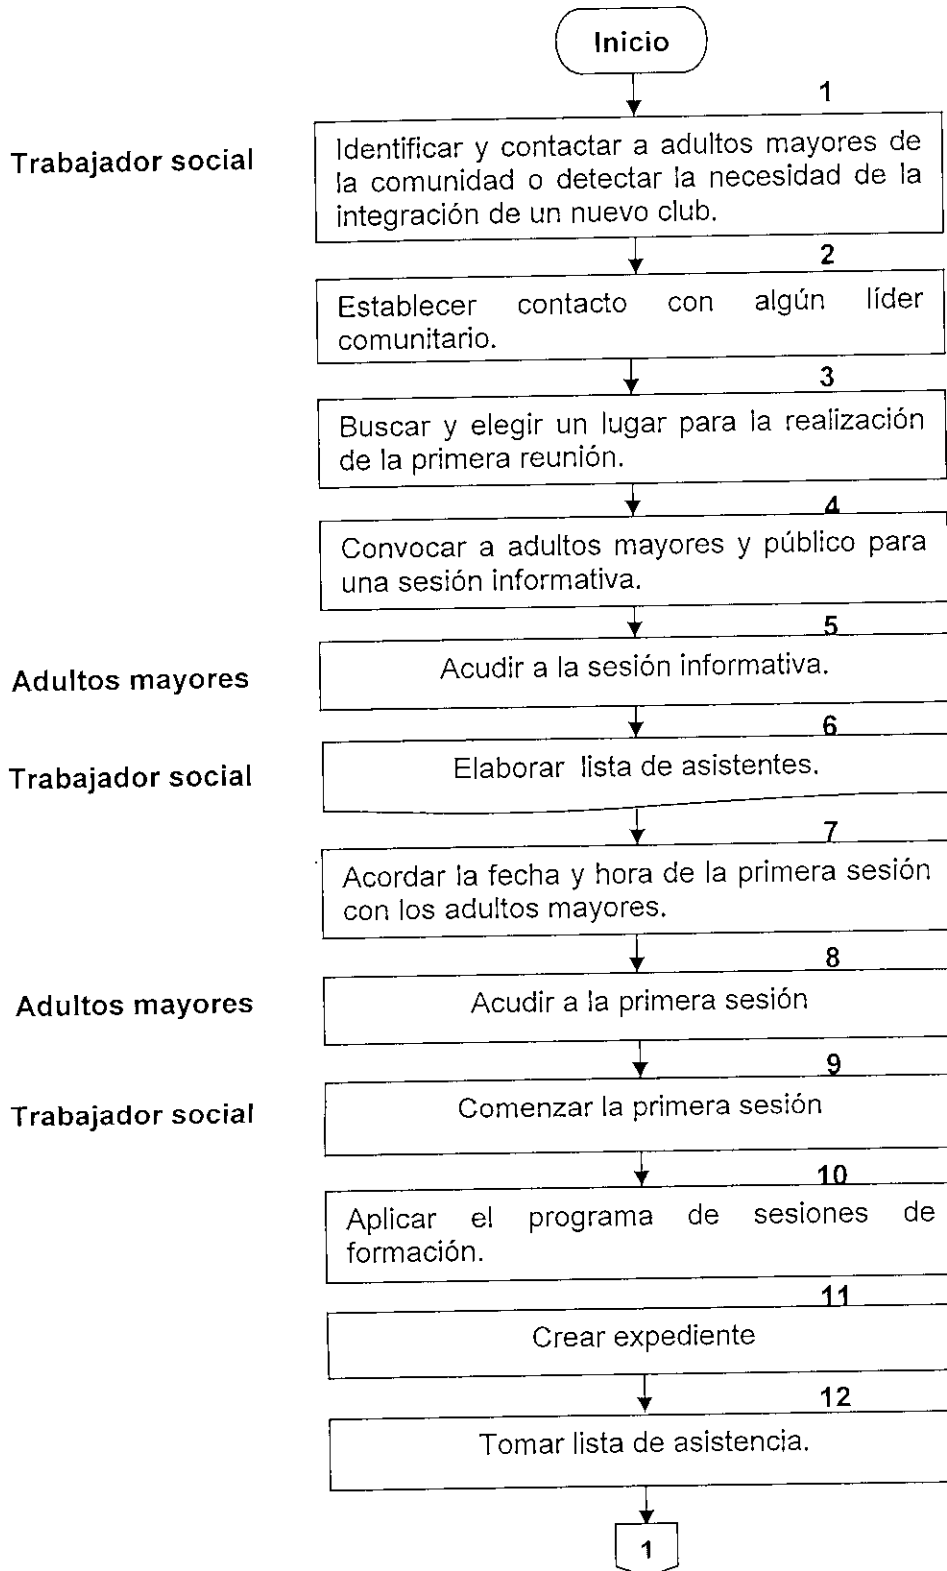 Inicio
1
Trabajador social
Identificar y contactar a adultos mayores de
la comunidad o detectar la necesidad de la
integración de un nuevo club.
2
Establecer contacto con algún líder
comunitario.
3
Buscar y elegir un lugar para la realización
de la primera reunión.
4
Convocar a adultos mayores y público para
una sesión informativa.
5
Adultos mayores
Acudir a la sesión informativa.
6
Trabajador social
Elaborar lista de asistentes.
7
Acordar la fecha y hora de la primera sesión
con los adultos mayores.
8
Adultos mayores
Acudir a la primera sesión
9
Trabajador social
Comenzar la primera sesión
10
Aplicar el programa de sesiones de
formación.
11
Crear expediente
12
Tomar lista de asistencia.
1